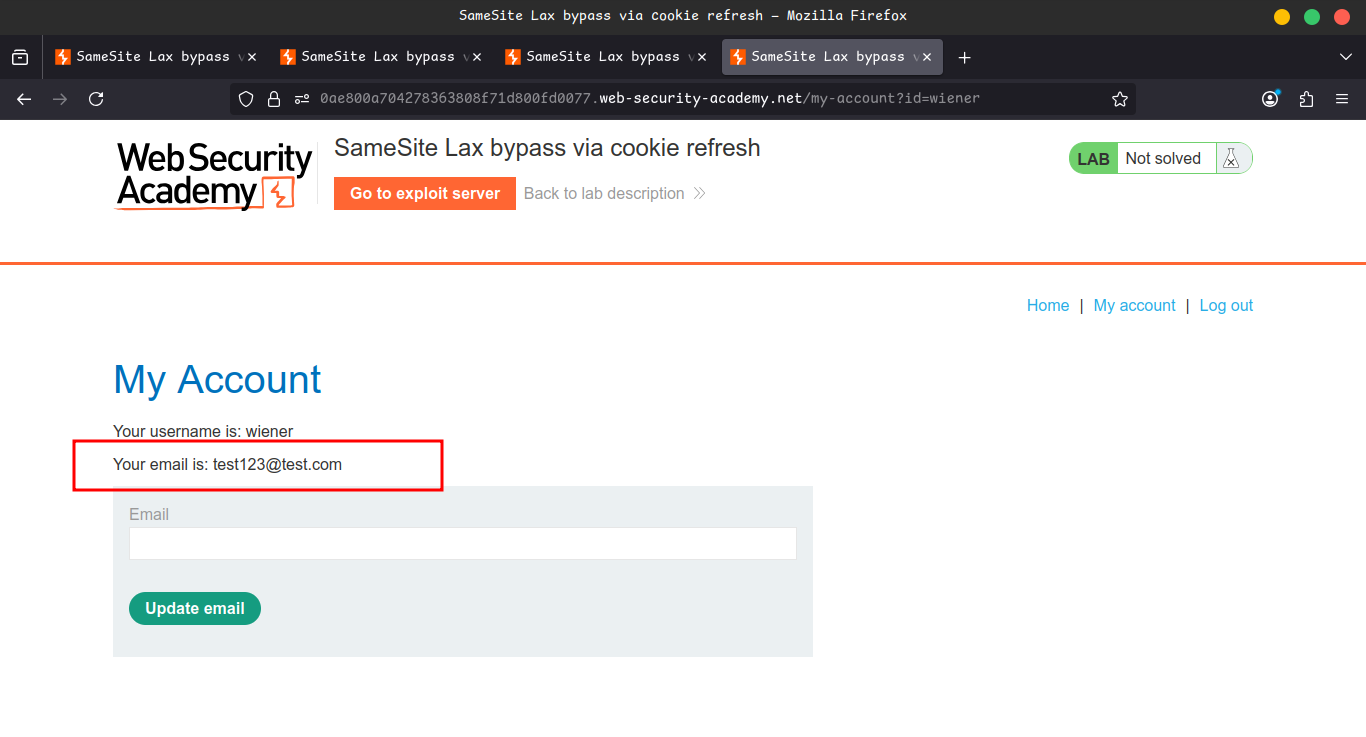 SameSite Lax bypass via cookie refresh — Mozilla Firefox
SameSite Lax bypass v SameSite Lax bypass v SameSite Lax bypass v SameSite Lax bypass v
0ae800a704278363808f71d800fd0077.web-security-academy.net/my-account?id=wiener
Web Security
Academy
SameSite Lax bypass via cookie refresh
Go to exploit server Back to lab description
LAB Not solved
Home | My account | Log out
My Account
Your username is: wiener
Your email is: test123@test.com
Email
Update email